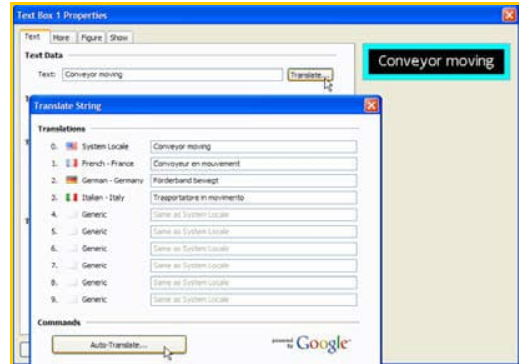 Text Box 1 Properties
Text More Figure Show
Text Data
Text: Conveyor moving Translate...
Conveyor moving
Translate String
Translations
0. System Locale Conveyor moving
1. French - France Convoyeur en mouvement
2. German - Germany Förderband bewegt
3. Italian - Italy Trasportatore in movimento
4. Generic Same as System Locale
5. Generic Same as System Locale
6. Generic Same as System Locale
7. Generic Same as System Locale
8. Generic Same as System Locale
9. Generic Same as System Locale
Commands
Auto-Translate... powered by Google